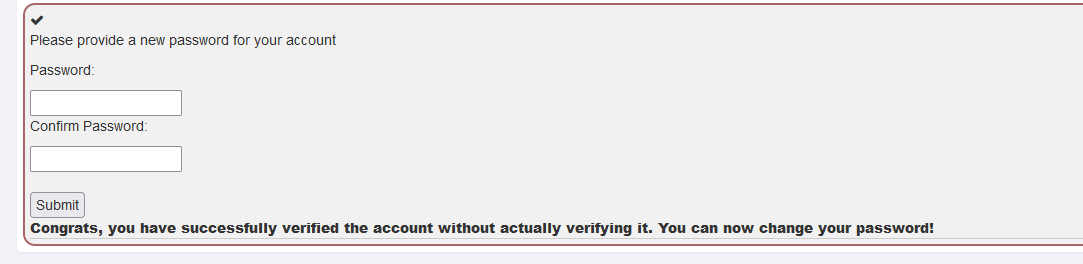 Please provide a new password for your account
Password:
Confirm Password:
Submit
Congrats, you have successfully verified the account without actually verifying it. You can now change your password!